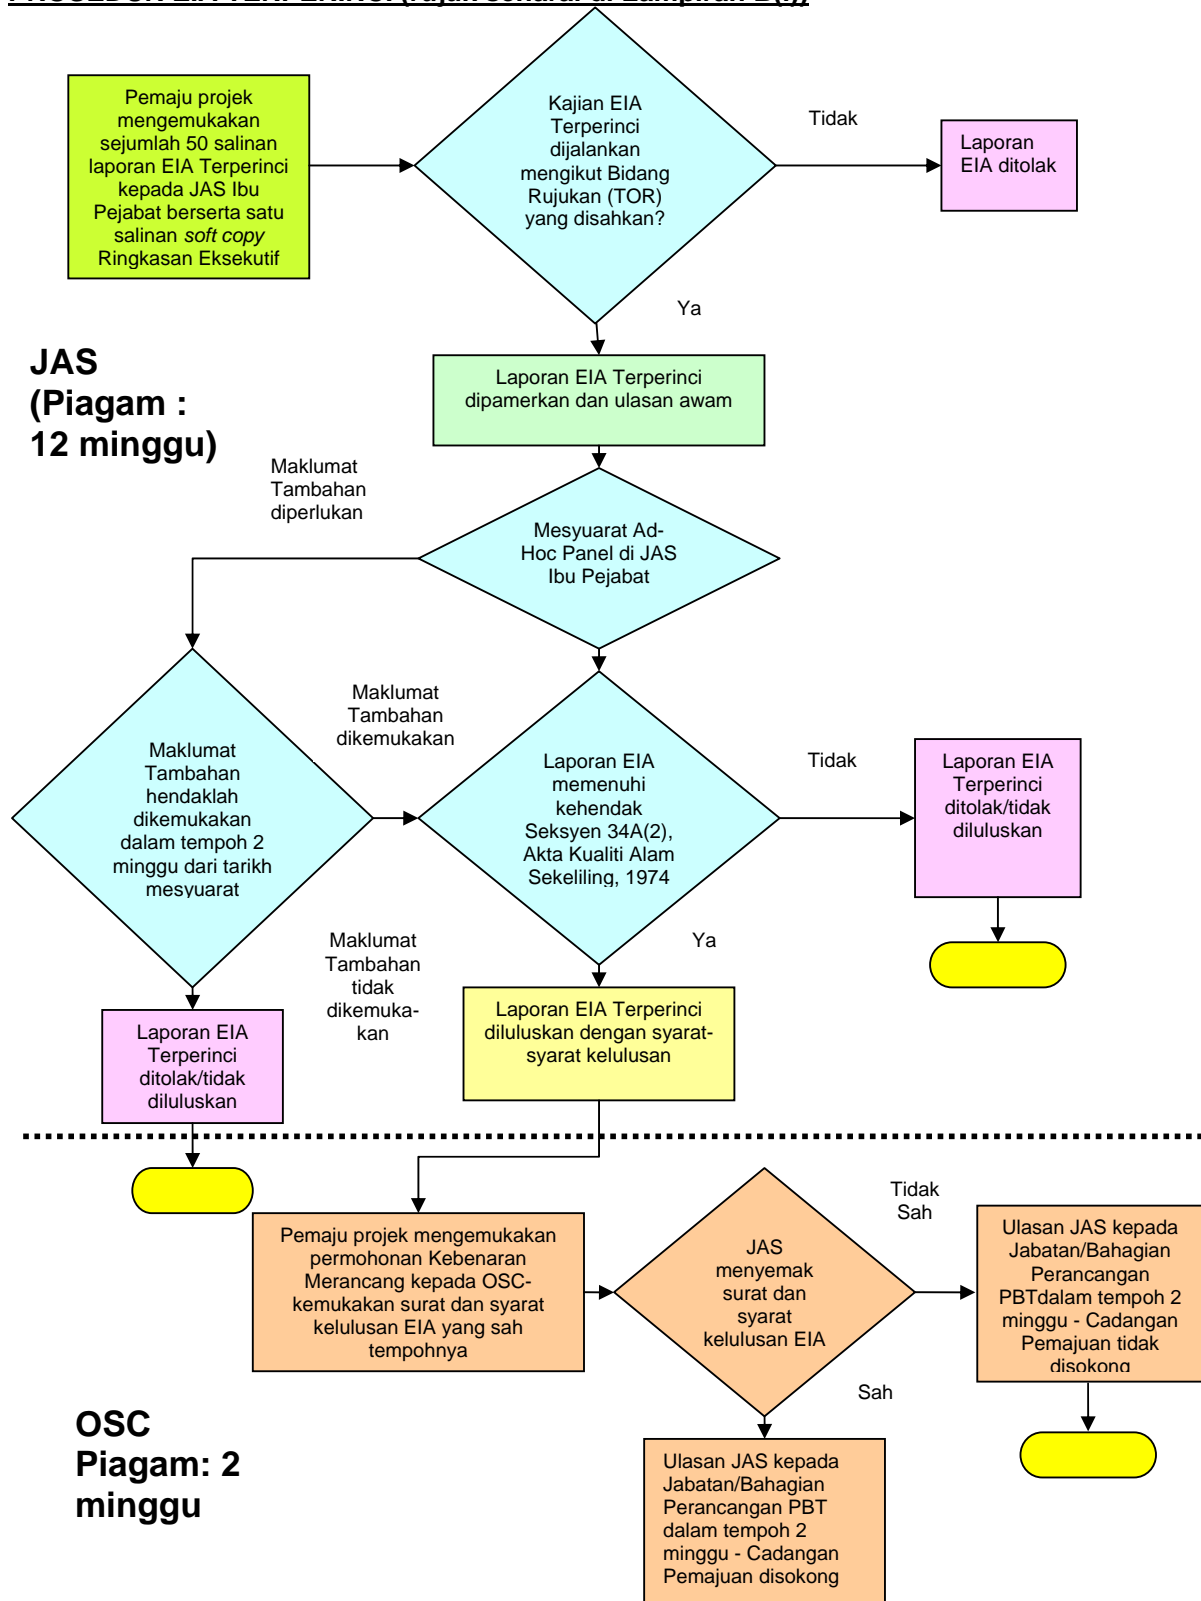 PROSEDUR EIA TERPERINCI (rujuk senarai di Lampiran B(i))
Pemaju projek
mengemukakan
sejumlah 50 salinan
laporan EIA Terperinci
kepada JAS Ibu
Pejabat berserta satu
salinan soft copy
Ringkasan Eksekutif
Kajian EIA
Terperinci
dijalankan
mengikut Bidang
Rujukan (TOR)
yang disahkan?
Tidak
Laporan
EIA ditolak
Ya
JAS
(Piagam :
12 minggu)
Laporan EIA Terperinci
dipamerkan dan ulasan awam
Maklumat
Tambahan
diperlukan
Mesyuarat Ad-
Hoc Panel di JAS
Ibu Pejabat
Maklumat
Tambahan
dikemukakan
Maklumat
Tambahan
hendaklah
dikemukakan
dalam tempoh 2
minggu dari tarikh
mesyuarat
Laporan EIA
memenuhi
kehendak
Seksyen 34A(2),
Akta Kualiti Alam
Sekeliling, 1974
Tidak
Laporan EIA
Terperinci
ditolak/tidak
diluluskan
Maklumat
Tambahan
tidak
dikemuka-
kan
Ya
Laporan EIA
Terperinci
ditolak/tidak
diluluskan
Laporan EIA Terperinci
diluluskan dengan syarat-
syarat kelulusan
Pemaju projek mengemukakan
permohonan Kebenaran
Merancang kepada OSC-
kemukakan surat dan syarat
kelulusan EIA yang sah
tempohnya
JAS
menyemak
surat dan
syarat
kelulusan EIA
Tidak
Sah
Ulasan JAS kepada
Jabatan/Bahagian
Perancangan
PBTdalam tempoh 2
minggu - Cadangan
Pemajuan tidak
disokong
Sah
OSC
Piagam: 2
minggu
Ulasan JAS kepada
Jabatan/Bahagian
Perancangan PBT
dalam tempoh 2
minggu - Cadangan
Pemajuan disokong